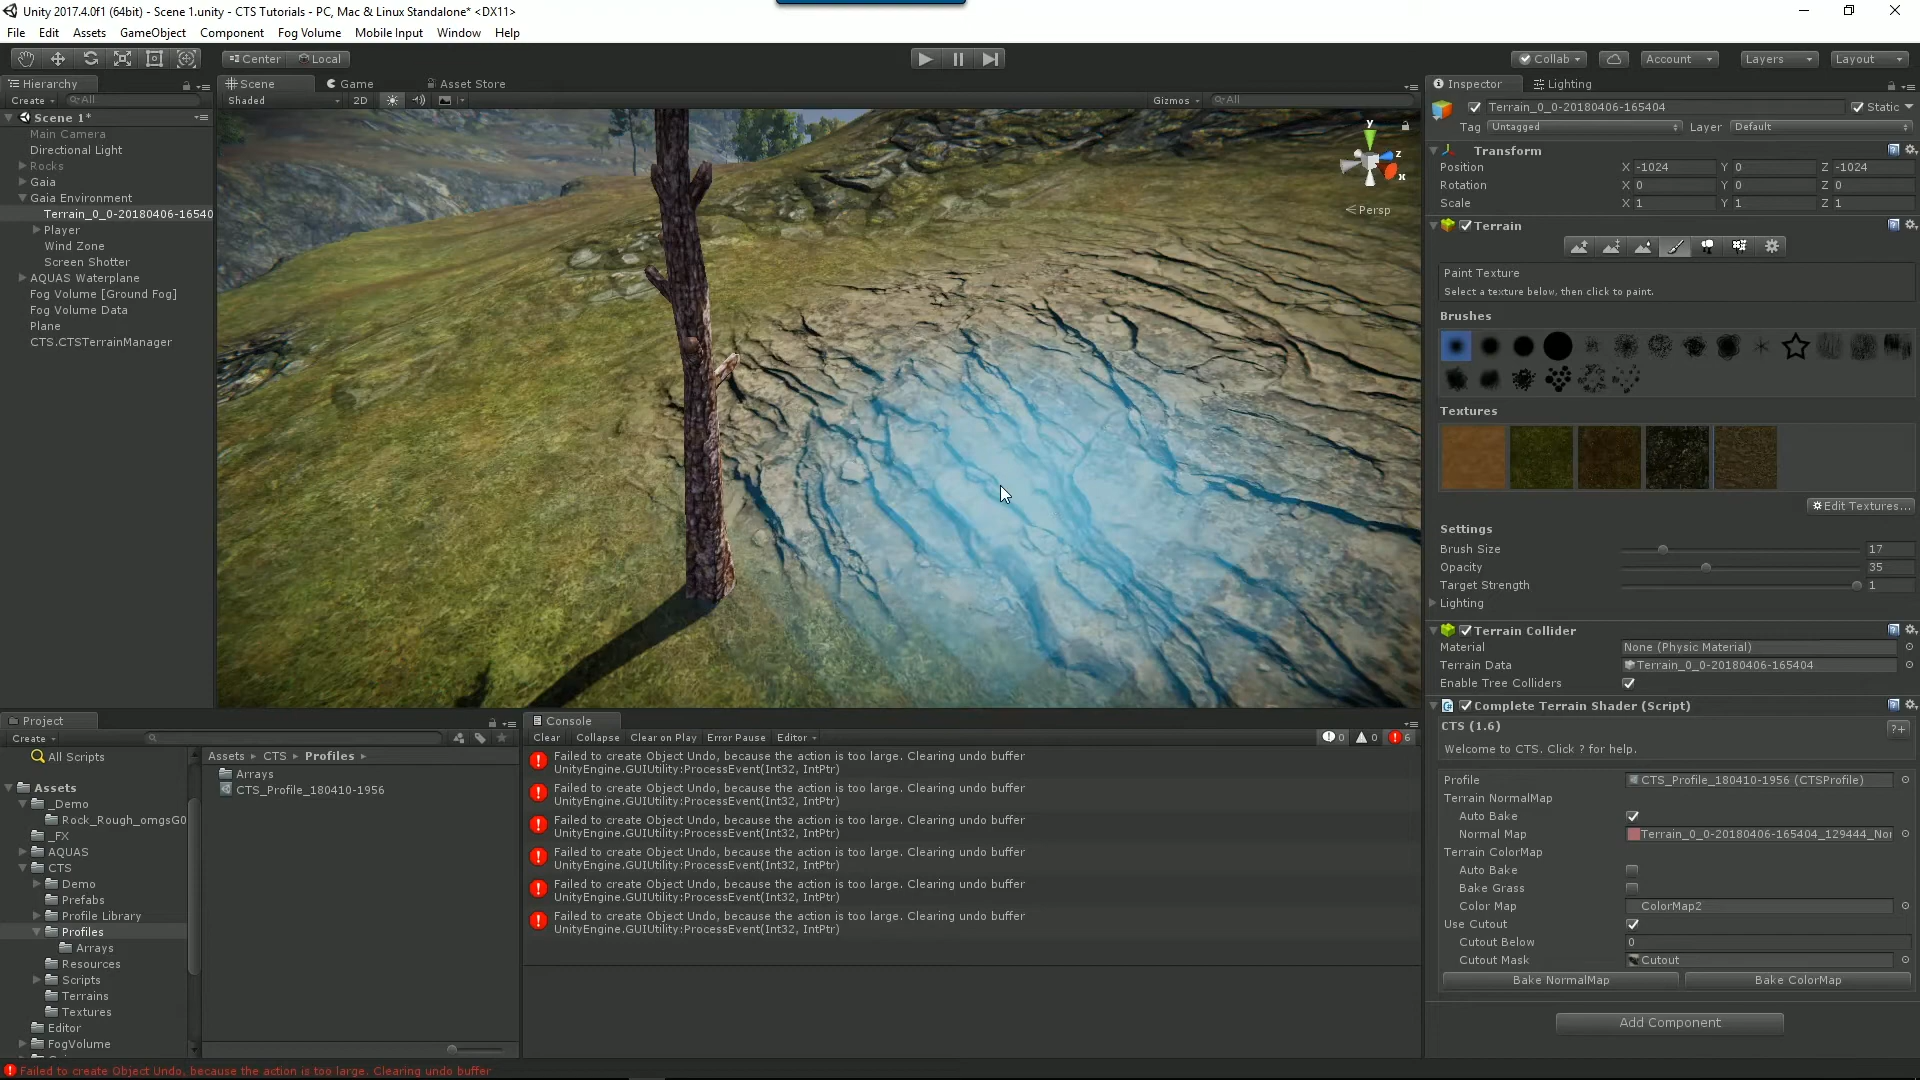 Unity 2017.4.0f1 (64bit) - Scene 1.unity - CTS Tutorials - PC, Mac & Linux Standalone* <DX11>
File Edit Assets GameObject Component Fog Volume Mobile Input Window Help
Center Local Collab Account Layers Layout
Hierarchy
Create All
Scene 1*
Main Camera
Directional Light
Rocks
Gaia
Gaia Environment
Terrain_0_0-20180406-16540
Player
Wind Zone
Screen Shotter
AQUAS Waterplane
Fog Volume [Ground Fog]
Fog Volume Data
Plane
CTS.CTSTerrainManager
Scene Game Asset Store
Shaded 2D Gizmos All
y
z
x
Persp
Inspector Lighting
Terrain_0_0-20180406-165404 Static
Tag Untagged Layer Default
Transform
Position X -1024 Y 0 Z -1024
Rotation X 0 Y 0 Z 0
Scale X 1 Y 1 Z 1
Terrain
Paint Texture
Select a texture below, then click to paint.
Brushes
Textures
Edit Textures...
Settings
Brush Size 17
Opacity 35
Target Strength 1
Lighting
Terrain Collider
Material None (Physic Material)
Terrain Data Terrain_0_0-20180406-165404
Enable Tree Colliders
Complete Terrain Shader (Script)
CTS (1.6)
?+
Welcome to CTS. Click ? for help.
Profile CTS_Profile_180410-1956 (CTSProfile)
Terrain NormalMap
Auto Bake
Normal Map Terrain_0_0-20180406-165404_129444_Nor
Terrain ColorMap
Auto Bake
Bake Grass
Color Map ColorMap2
Use Cutout
Cutout Below 0
Cutout Mask Cutout
Bake NormalMap Bake ColorMap
Add Component
Project
Create
All Scripts
Assets
_Demo
Rock_Rough_omgsG0
_FX
AQUAS
CTS
Demo
Prefabs
Profile Library
Profiles
Arrays
Resources
Scripts
Terrains
Textures
Editor
FogVolume
Assets CTS Profiles
Arrays
CTS_Profile_180410-1956
Console
Clear Collapse Clear on Play Error Pause Editor 0 0 6
Failed to create Object Undo, because the action is too large. Clearing undo buffer
UnityEngine.GUIUtility:ProcessEvent(Int32, IntPtr)
Failed to create Object Undo, because the action is too large. Clearing undo buffer
UnityEngine.GUIUtility:ProcessEvent(Int32, IntPtr)
Failed to create Object Undo, because the action is too large. Clearing undo buffer
UnityEngine.GUIUtility:ProcessEvent(Int32, IntPtr)
Failed to create Object Undo, because the action is too large. Clearing undo buffer
UnityEngine.GUIUtility:ProcessEvent(Int32, IntPtr)
Failed to create Object Undo, because the action is too large. Clearing undo buffer
UnityEngine.GUIUtility:ProcessEvent(Int32, IntPtr)
Failed to create Object Undo, because the action is too large. Clearing undo buffer
UnityEngine.GUIUtility:ProcessEvent(Int32, IntPtr)
Failed to create Object Undo, because the action is too large. Clearing undo buffer